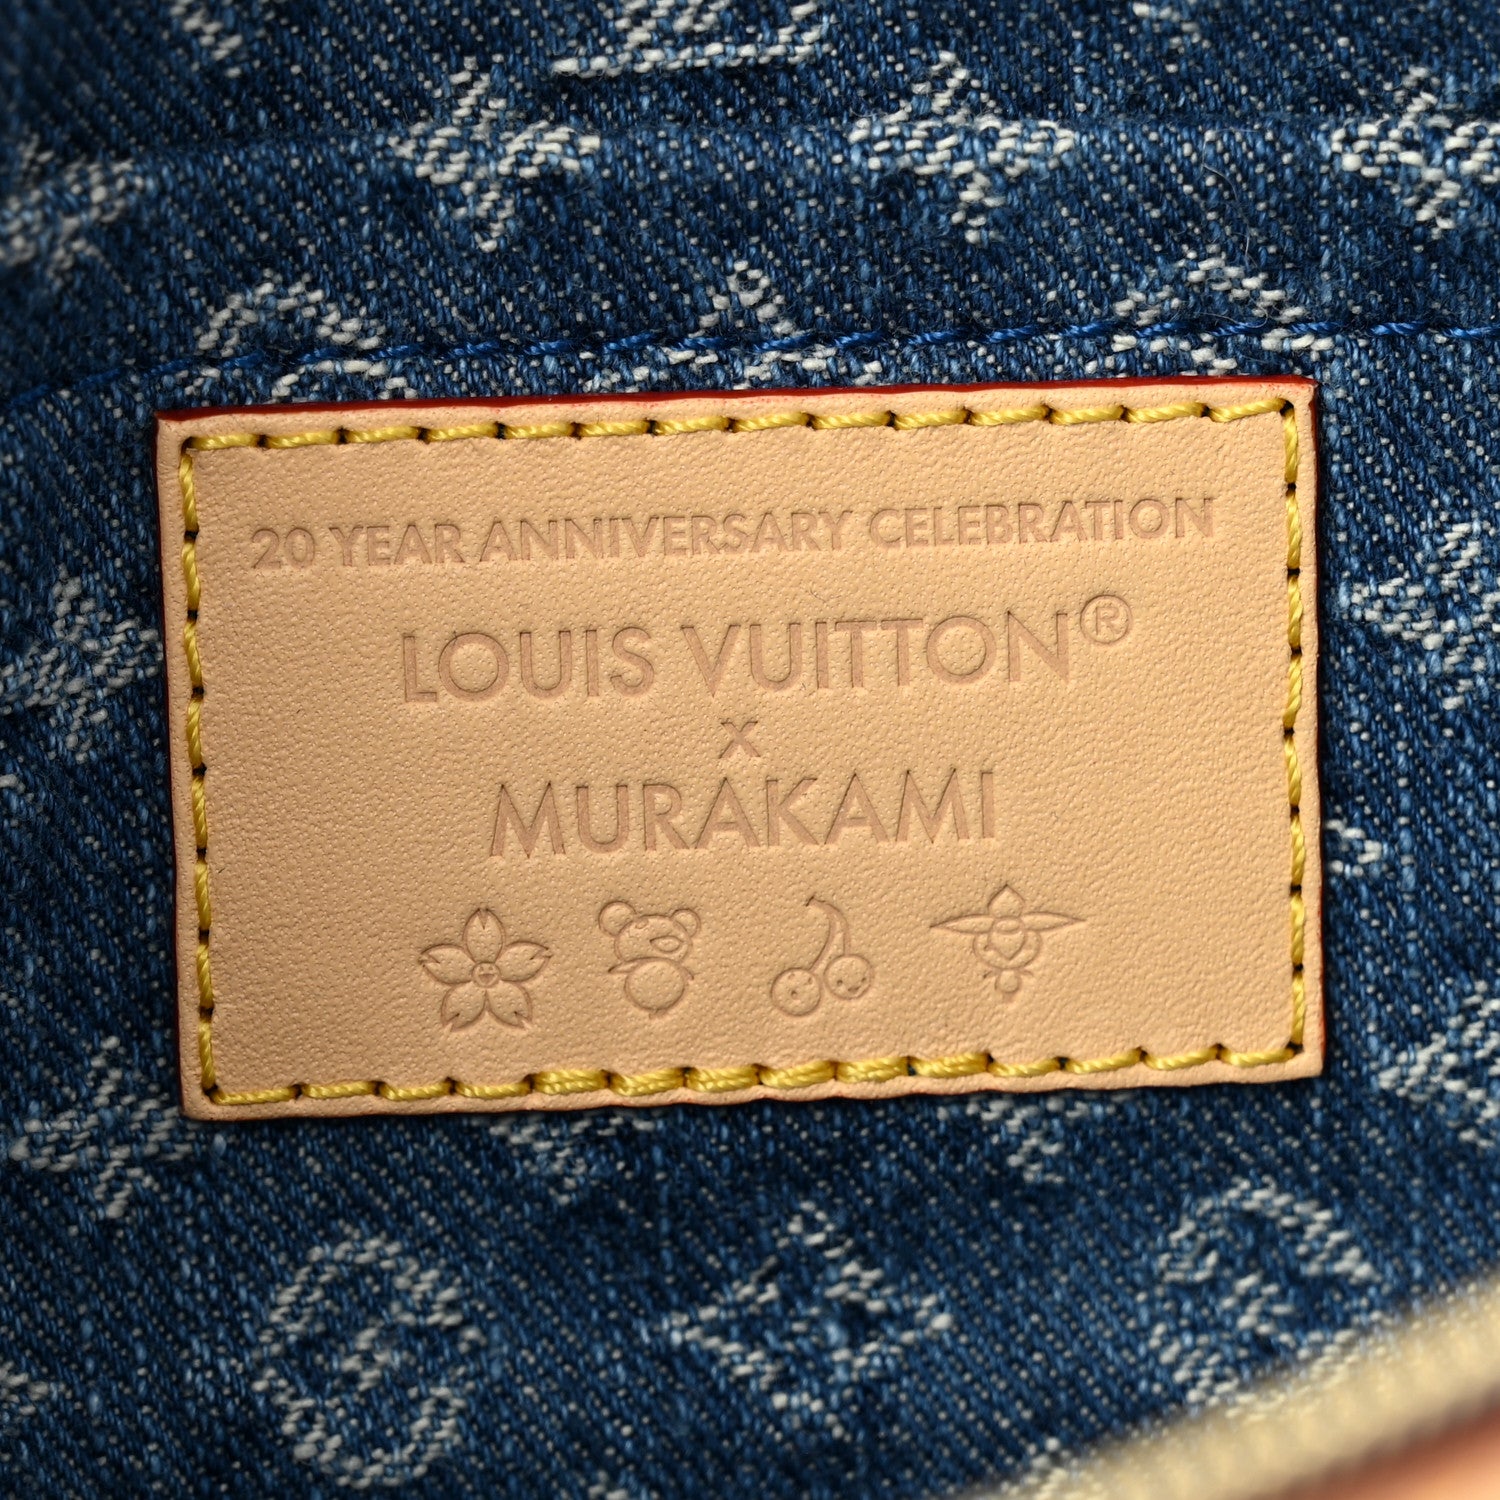 20 YEAR ANNIVERSARY CELEBRATION
LOUIS VUITTON®
x
MURAKAMI